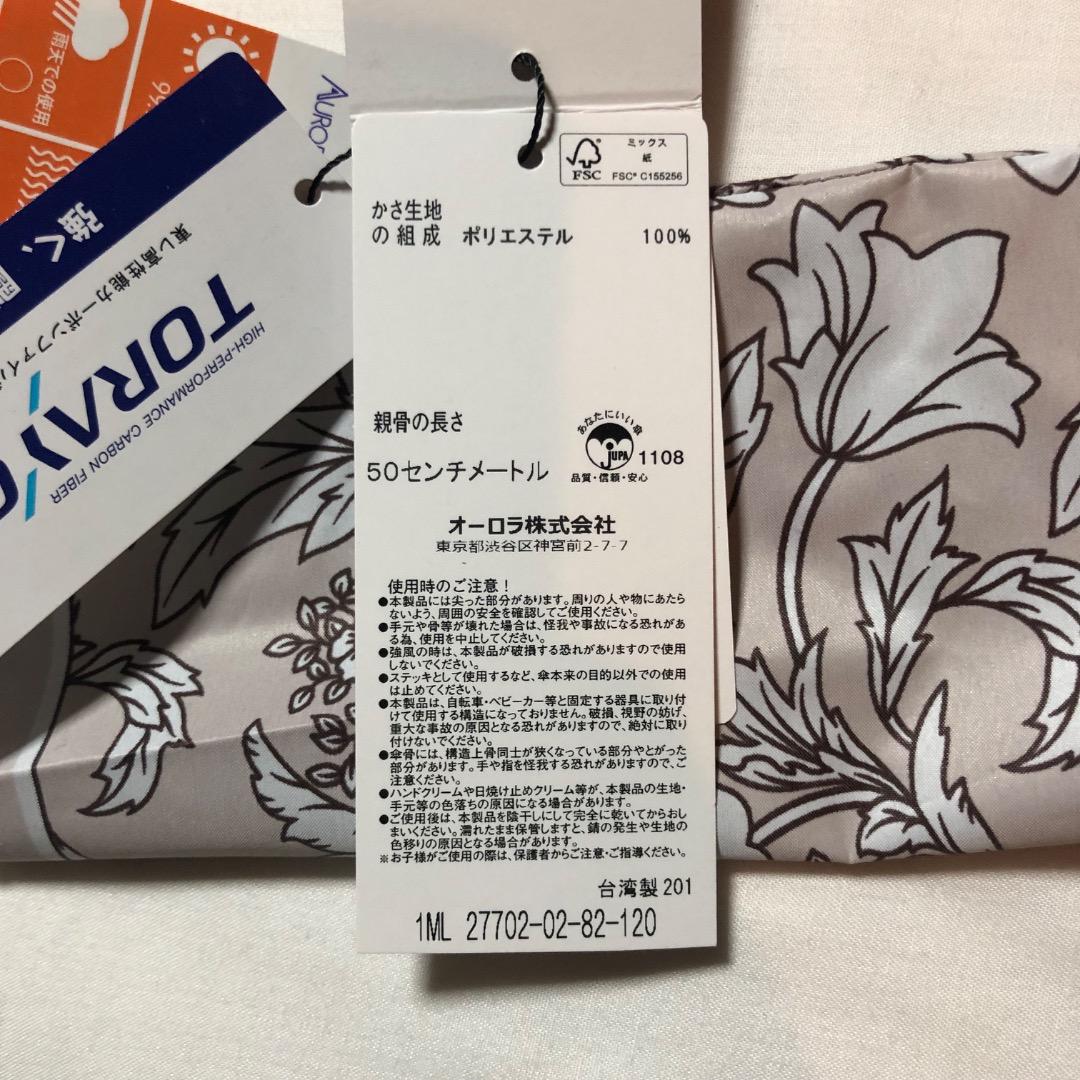 雨天での使用
99.
AUROR
強く、
東レ高性能カーボンファイバ
TORAYC
HIGH-PERFORMANCE CARBON FIBER
FSC
ミックス
紙
FSC® C155256
かさ生地
の組成 ポリエステル 100%
親骨の長さ
50センチメートル
あなたにいい傘
JUPA
1108
品質・信頼・安心
オーロラ株式会社
東京都渋谷区神宮前2-7-7
使用時のご注意!
●本製品には尖った部分があります。周りの人や物にあたら
ないよう、周囲の安全を確認してご使用ください。
●手元や骨等が壊れた場合は、怪我や事故になる恐れがあ
る為、使用を中止してください。
●強風の時は、本製品が破損する恐れがありますので使用
しないでください。
●ステッキとして使用するなど、傘本来の目的以外での使用
は止めてください。
●本製品は、自転車・ベビーカー等と固定する器具に取り付
けて使用する構造になっておりません。破損、視野の妨げ、
重大な事故の原因となる恐れがありますので、絶対に取り
付けないでください。
●傘骨には、構造上骨同士が狭くなっている部分やとがった
部分があります。手や指を怪我する恐れがありますので、ご
注意ください。
●ハンドクリームや日焼け止めクリーム等が、本製品の生地・
手元等の色落ちの原因になる場合があります。
●ご使用後は、本製品を陰干しにして完全に乾いてからおし
まいください。濡れたまま保管しますと、錆の発生や生地の
色移りの原因となる場合があります。
※お子様がご使用の際は、保護者からご注意・ご指導ください。
台湾製 201
1ML 27702-02-82-120